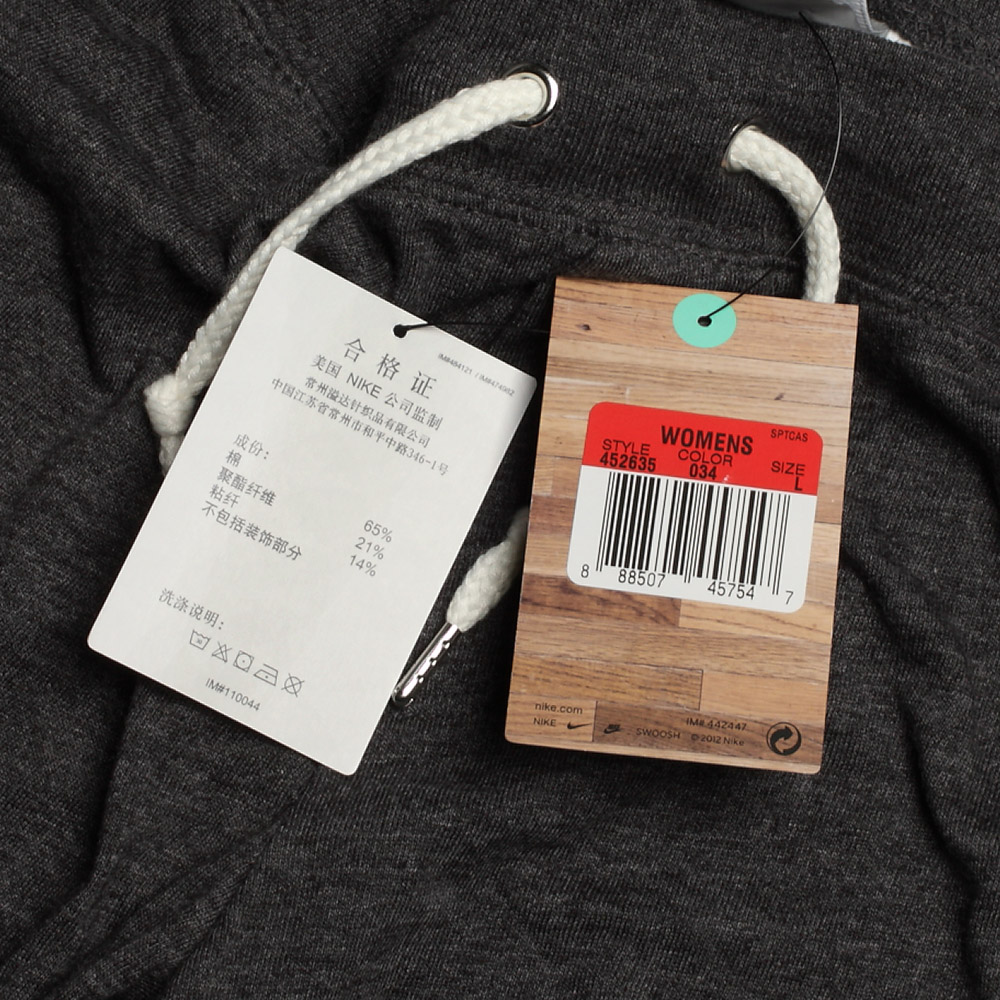 合格证
IM#484121 / IM#474982
美国 NIKE 公司监制
常州溢达针织品有限公司
中国江苏省常州市和平中路346-1号
成份:
棉 65%
聚酯纤维 21%
粘纤 14%
不包括装饰部分
洗涤说明:
IM#110044
WOMENS
SPTCAS
STYLE COLOR SIZE
452635 034 L
8 88507 45754 7
nike.com
NIKE SWOOSH
IM# 442447
©2012 Nike